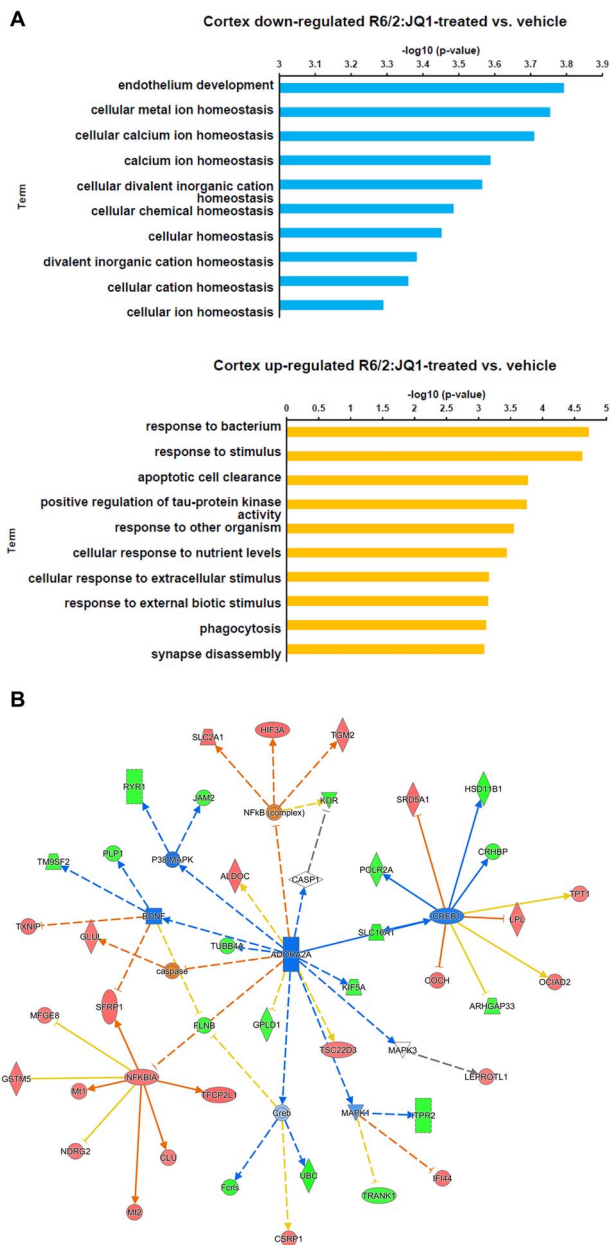 A
Cortex down-regulated R6/2:JQ1-treated vs. vehicle
-log10 (p-value)
3 3.1 3.2 3.3 3.4 3.5 3.6 3.7 3.8 3.9
Term
endothelium development
cellular metal ion homeostasis
cellular calcium ion homeostasis
calcium ion homeostasis
cellular divalent inorganic cation
homeostasis
cellular chemical homeostasis
cellular homeostasis
divalent inorganic cation homeostasis
cellular cation homeostasis
cellular ion homeostasis
Cortex up-regulated R6/2:JQ1-treated vs. vehicle
-log10 (p-value)
0 0.5 1 1.5 2 2.5 3 3.5 4 4.5 5
Term
response to bacterium
response to stimulus
apoptotic cell clearance
positive regulation of tau-protein kinase
activity
response to other organism
cellular response to nutrient levels
cellular response to extracellular stimulus
response to external biotic stimulus
phagocytosis
synapse disassembly
B
HIF3A
SLC2A1 TGM2
RYR1 JAM2 NFkB (complex) KDR SRD5A1 HSD11B1
PLP1 P38 MAPK CRHBP
TM9SF2 ALDOC CASP1 POLR2A TPT1
TXNIP BDNF CREB1 LPL
GLUL TUBB4A SLC16A1
ADORA2A
caspase KIF5A COCH OCIAD2
SFRP1 ARHGAP33
MFGE8 FLNB GPLD1
TSC22D3 MAPK3
GSTM5 NFKBIA LEPROTL1
Mt1 TFCP2L1
Creb MAPK1 ITPR2
NDRG2 CLU
Fcrls UBC TRANK1 IFI44
Mt2
CSRP1